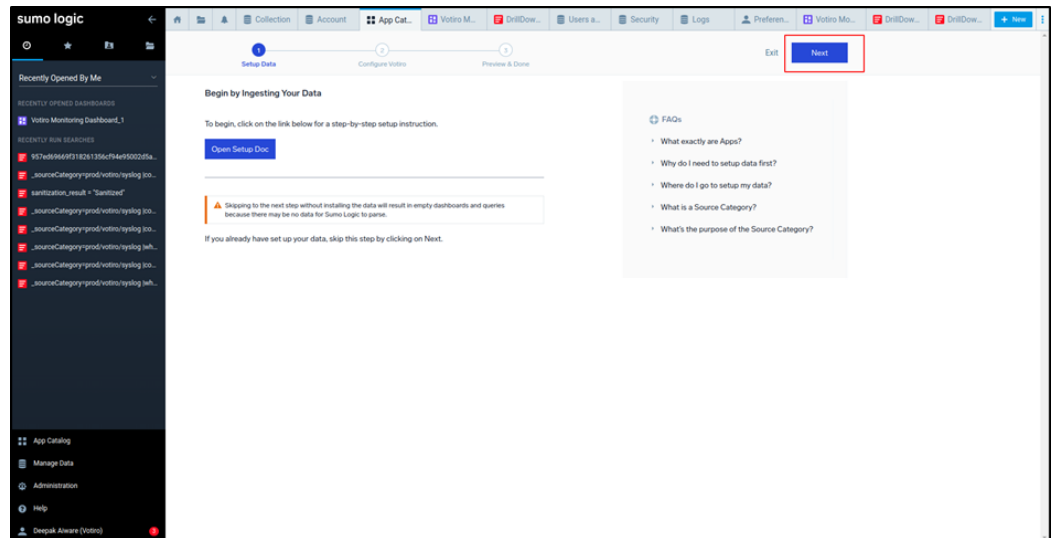 sumo logic
Collection
Account
App Cat...
Votiro M...
DrillDow...
Users a...
Security
Logs
Preferen...
Votiro Mo...
DrillDow...
DrillDow...
+ New
Recently Opened By Me
RECENTLY OPENED DASHBOARDS
Votiro Monitoring Dashboard_1
RECENTLY RUN SEARCHES
957ed69669f318261356cf94e95002d5a...
_sourceCategory=prod/votiro/syslog |co...
sanitization_result = "Sanitized"
_sourceCategory=prod/votiro/syslog |co...
_sourceCategory=prod/votiro/syslog |co...
_sourceCategory=prod/votiro/syslog |wh...
_sourceCategory=prod/votiro/syslog |co...
_sourceCategory=prod/votiro/syslog |wh...
App Catalog
Manage Data
Administration
Help
Deepak Alware (Votiro)
1
Setup Data
2
Configure Votiro
3
Preview & Done
Exit
Next
Begin by Ingesting Your Data
To begin, click on the link below for a step-by-step setup instruction.
Open Setup Doc
Skipping to the next step without installing the data will result in empty dashboards and queries
because there may be no data for Sumo Logic to parse.
If you already have set up your data, skip this step by clicking on Next.
FAQs
What exactly are Apps?
Why do I need to setup data first?
Where do I go to setup my data?
What is a Source Category?
What's the purpose of the Source Category?